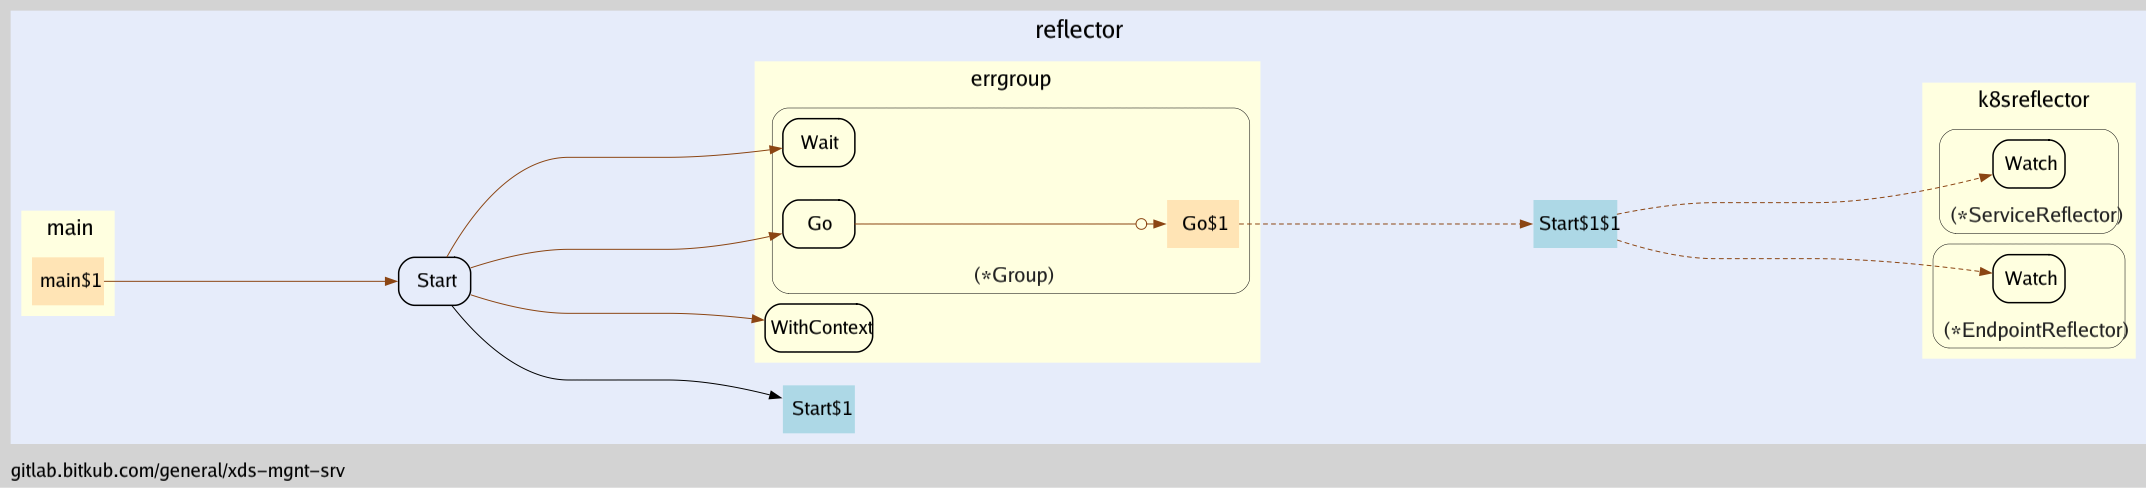 reflector
errgroup
k8sreflector
Wait
Watch
main
Go
Go$1
Start$1$1
(*ServiceReflector)
main$1
Start
(*Group)
Watch
WithContext
(*EndpointReflector)
Start$1
gitlab.bitkub.com/general/xds-mgnt-srv